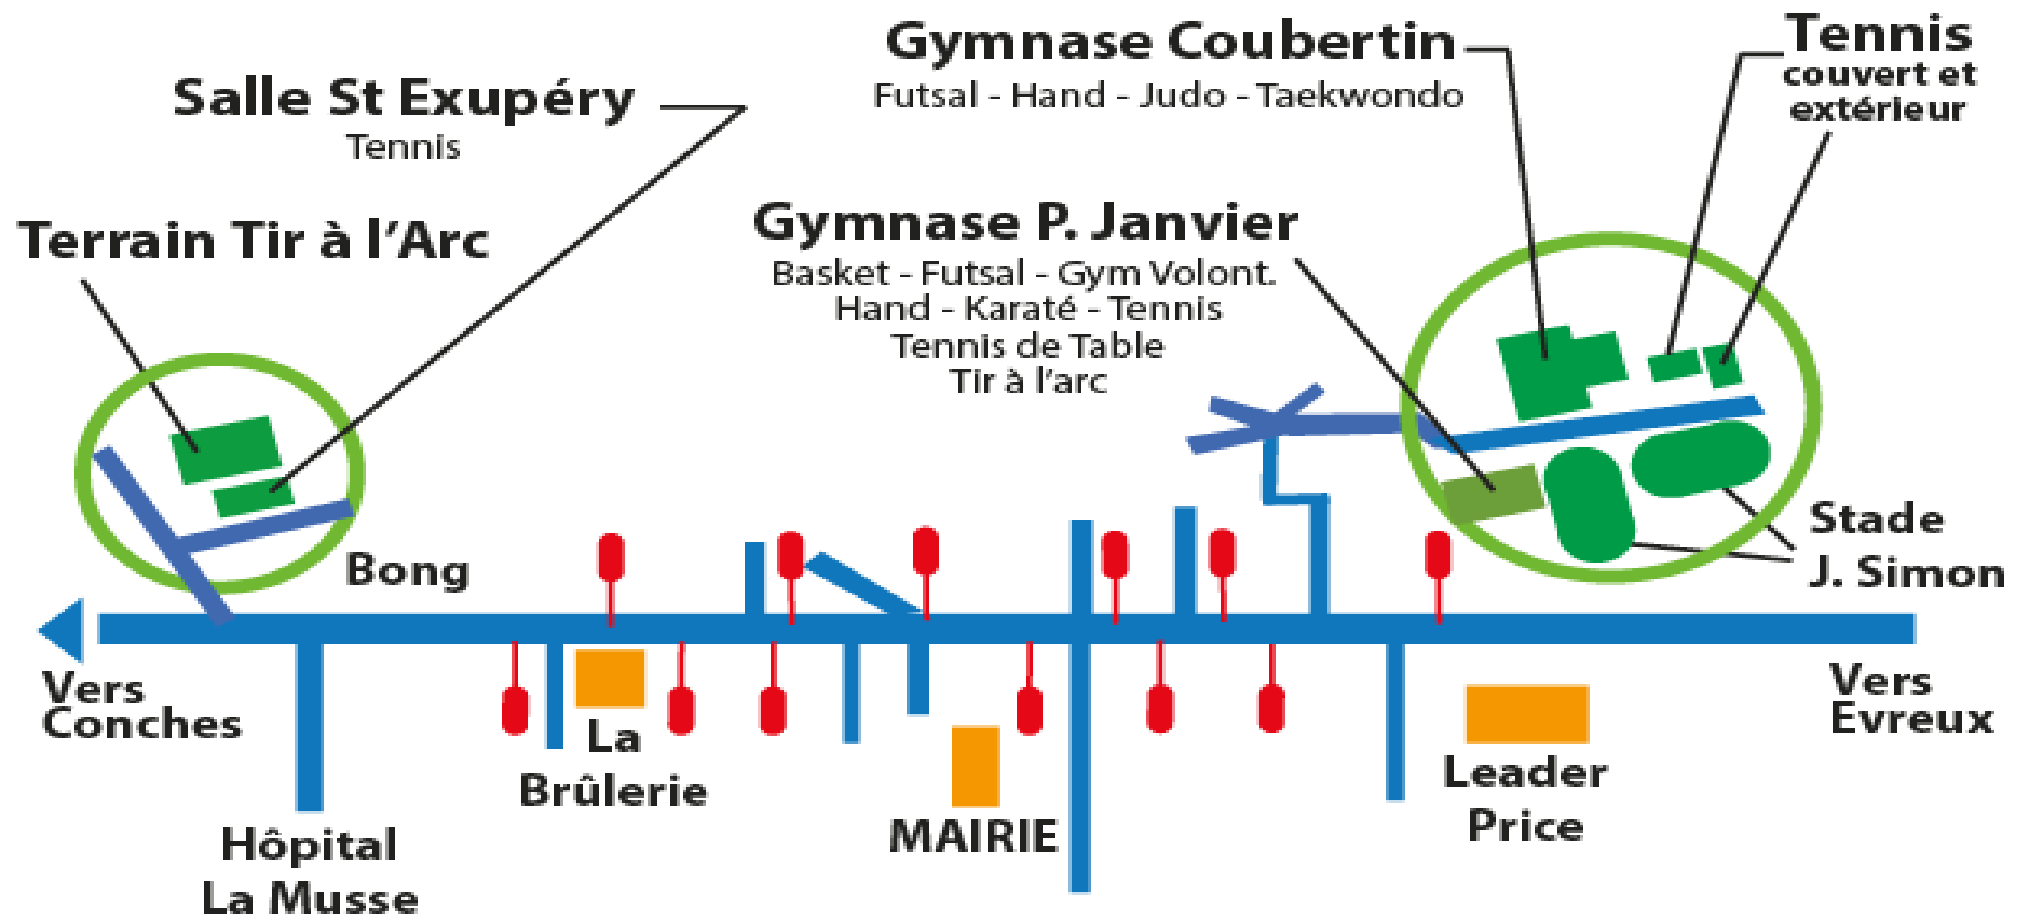 Gymnase Coubertin
Futsal - Hand - Judo - Taekwondo
Tennis
couvert et
extérieur
Salle St Exupéry
Tennis
Terrain Tir à l'Arc
Gymnase P. Janvier
Basket - Futsal - Gym Volont.
Hand - Karaté - Tennis
Tennis de Table
Tir à l'arc
Stade
J. Simon
Bong
Vers
Conches
Vers
Evreux
La
Brûlerie
MAIRIE
Leader
Price
Hôpital
La Musse